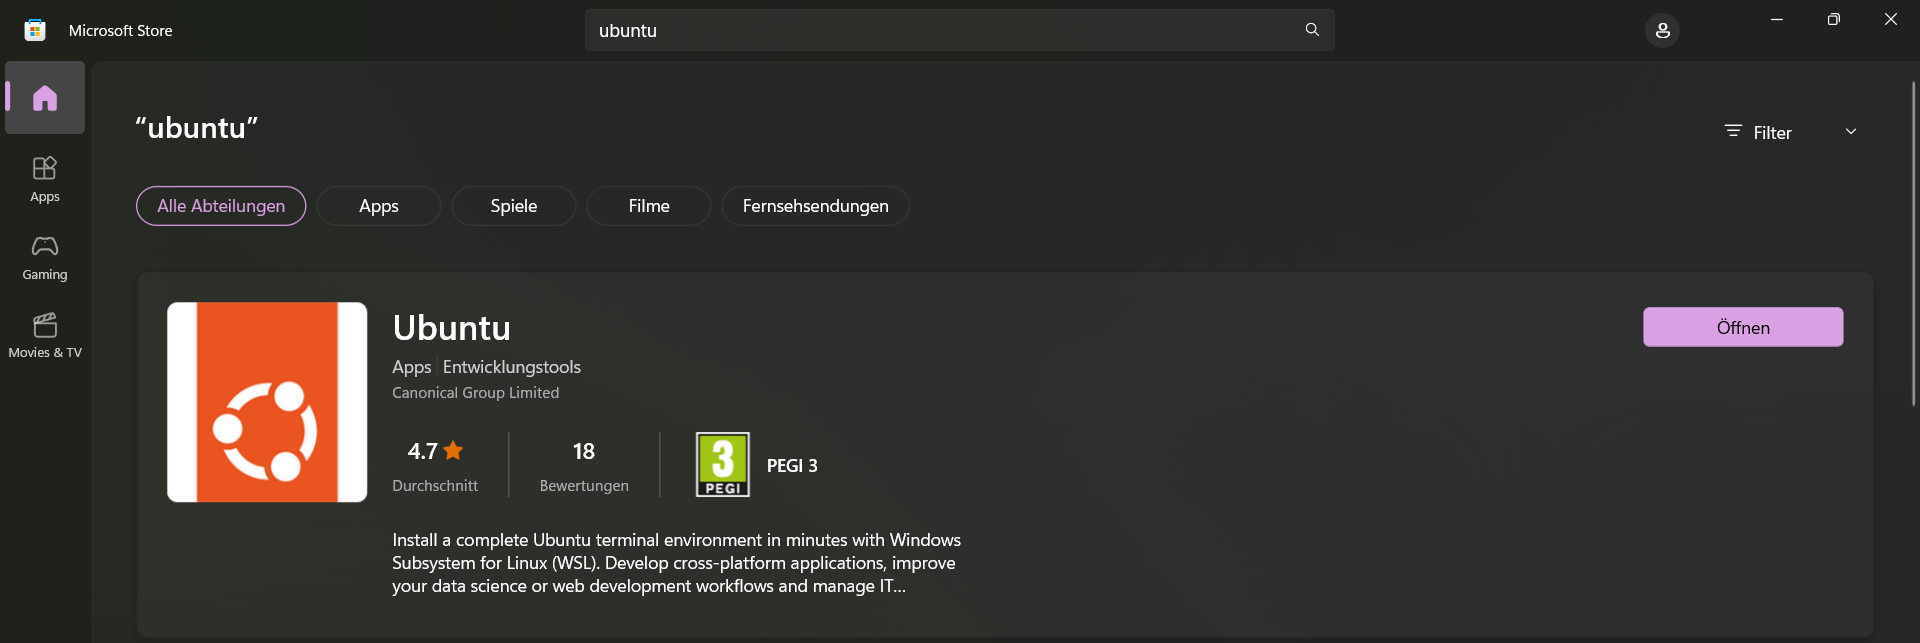 Microsoft Store
ubuntu
Apps
Gaming
Movies & TV
“ubuntu”
Filter
Alle Abteilungen
Apps
Spiele
Filme
Fernsehsendungen
Ubuntu
Öffnen
Apps Entwicklungstools
Canonical Group Limited
4.7
Durchschnitt
18
Bewertungen
3
PEGI
PEGI 3
Install a complete Ubuntu terminal environment in minutes with Windows
Subsystem for Linux (WSL). Develop cross-platform applications, improve
your data science or web development workflows and manage IT...